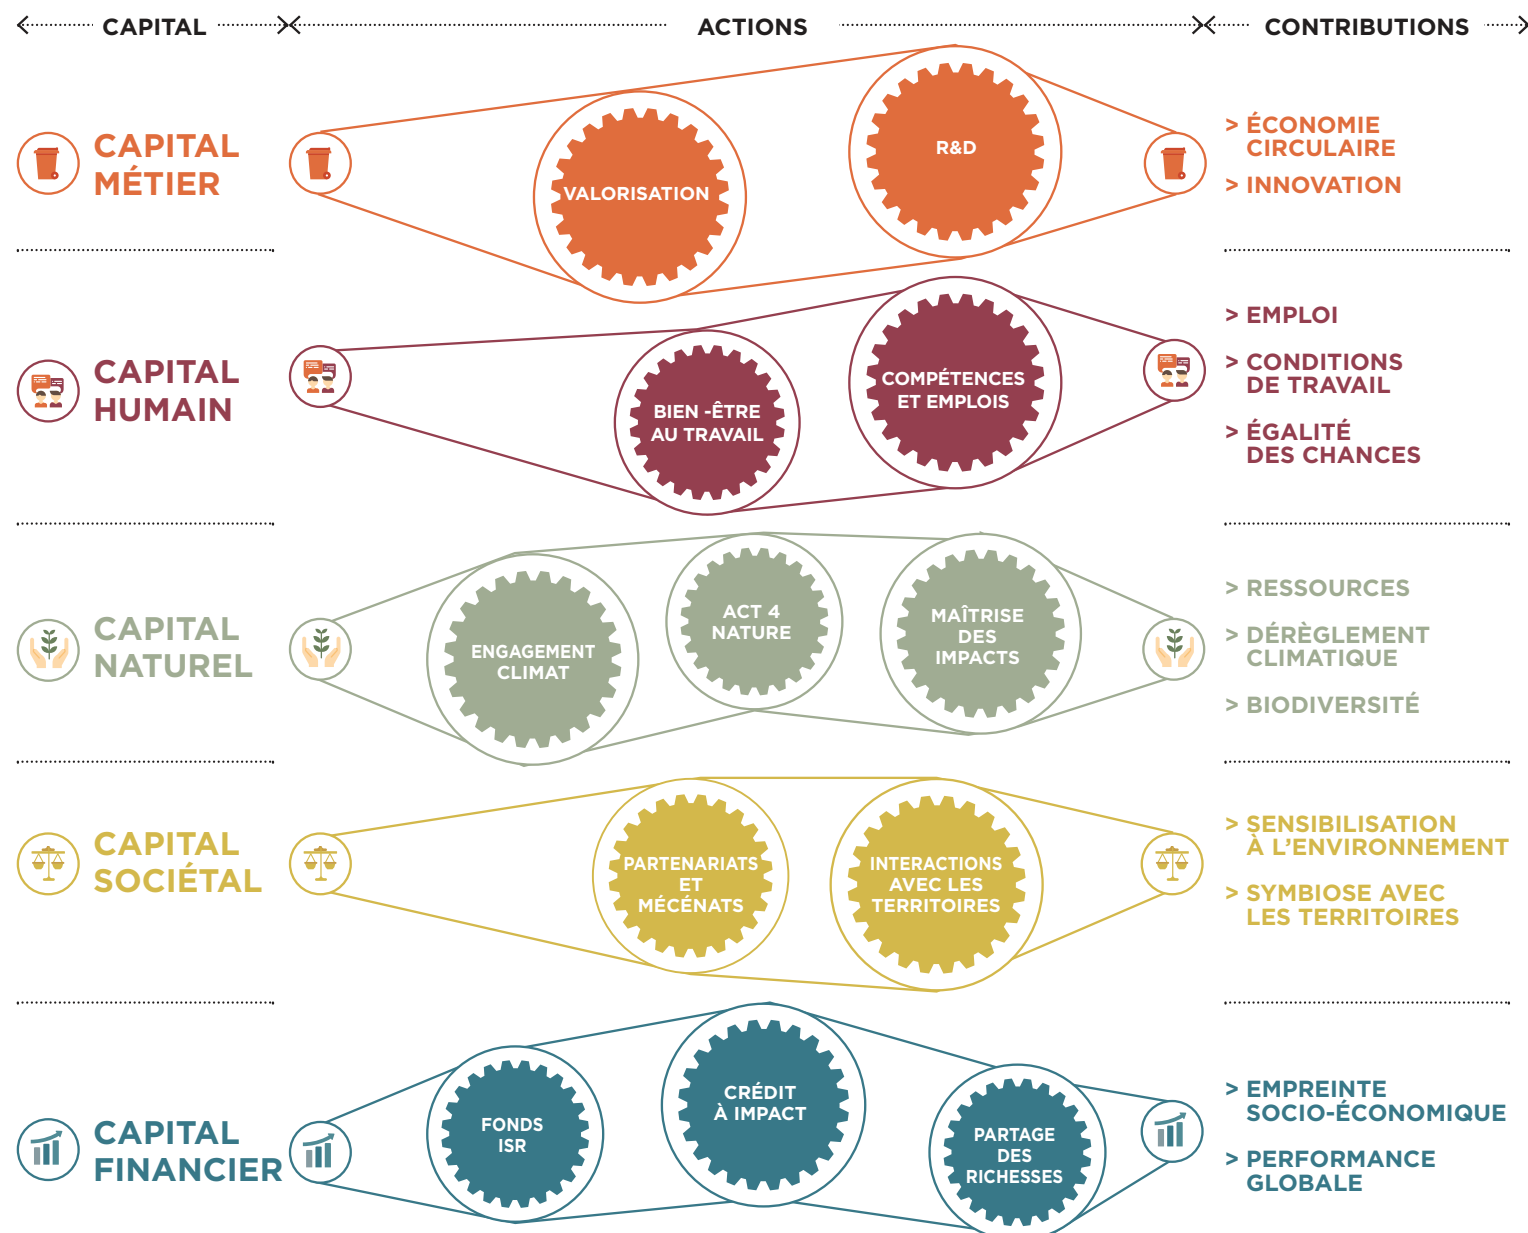 CAPITAL
ACTIONS
CONTRIBUTIONS
CAPITAL
MÉTIER
VALORISATION
R&D
> ÉCONOMIE
CIRCULAIRE
> INNOVATION
CAPITAL
HUMAIN
BIEN -ÊTRE
AU TRAVAIL
COMPÉTENCES
ET EMPLOIS
> EMPLOI
> CONDITIONS
DE TRAVAIL
> ÉGALITÉ
DES CHANCES
CAPITAL
NATUREL
ENGAGEMENT
CLIMAT
ACT 4
NATURE
MAÎTRISE
DES
IMPACTS
> RESSOURCES
> DÉRÈGLEMENT
CLIMATIQUE
> BIODIVERSITÉ
CAPITAL
SOCIÉTAL
PARTENARIATS
ET
MÉCÉNATS
INTERACTIONS
AVEC LES
TERRITOIRES
> SENSIBILISATION
À L’ENVIRONNEMENT
> SYMBIOSE AVEC
LES TERRITOIRES
CAPITAL
FINANCIER
FONDS
ISR
CRÉDIT
À IMPACT
PARTAGE
DES
RICHESSES
> EMPREINTE
SOCIO-ÉCONOMIQUE
> PERFORMANCE
GLOBALE